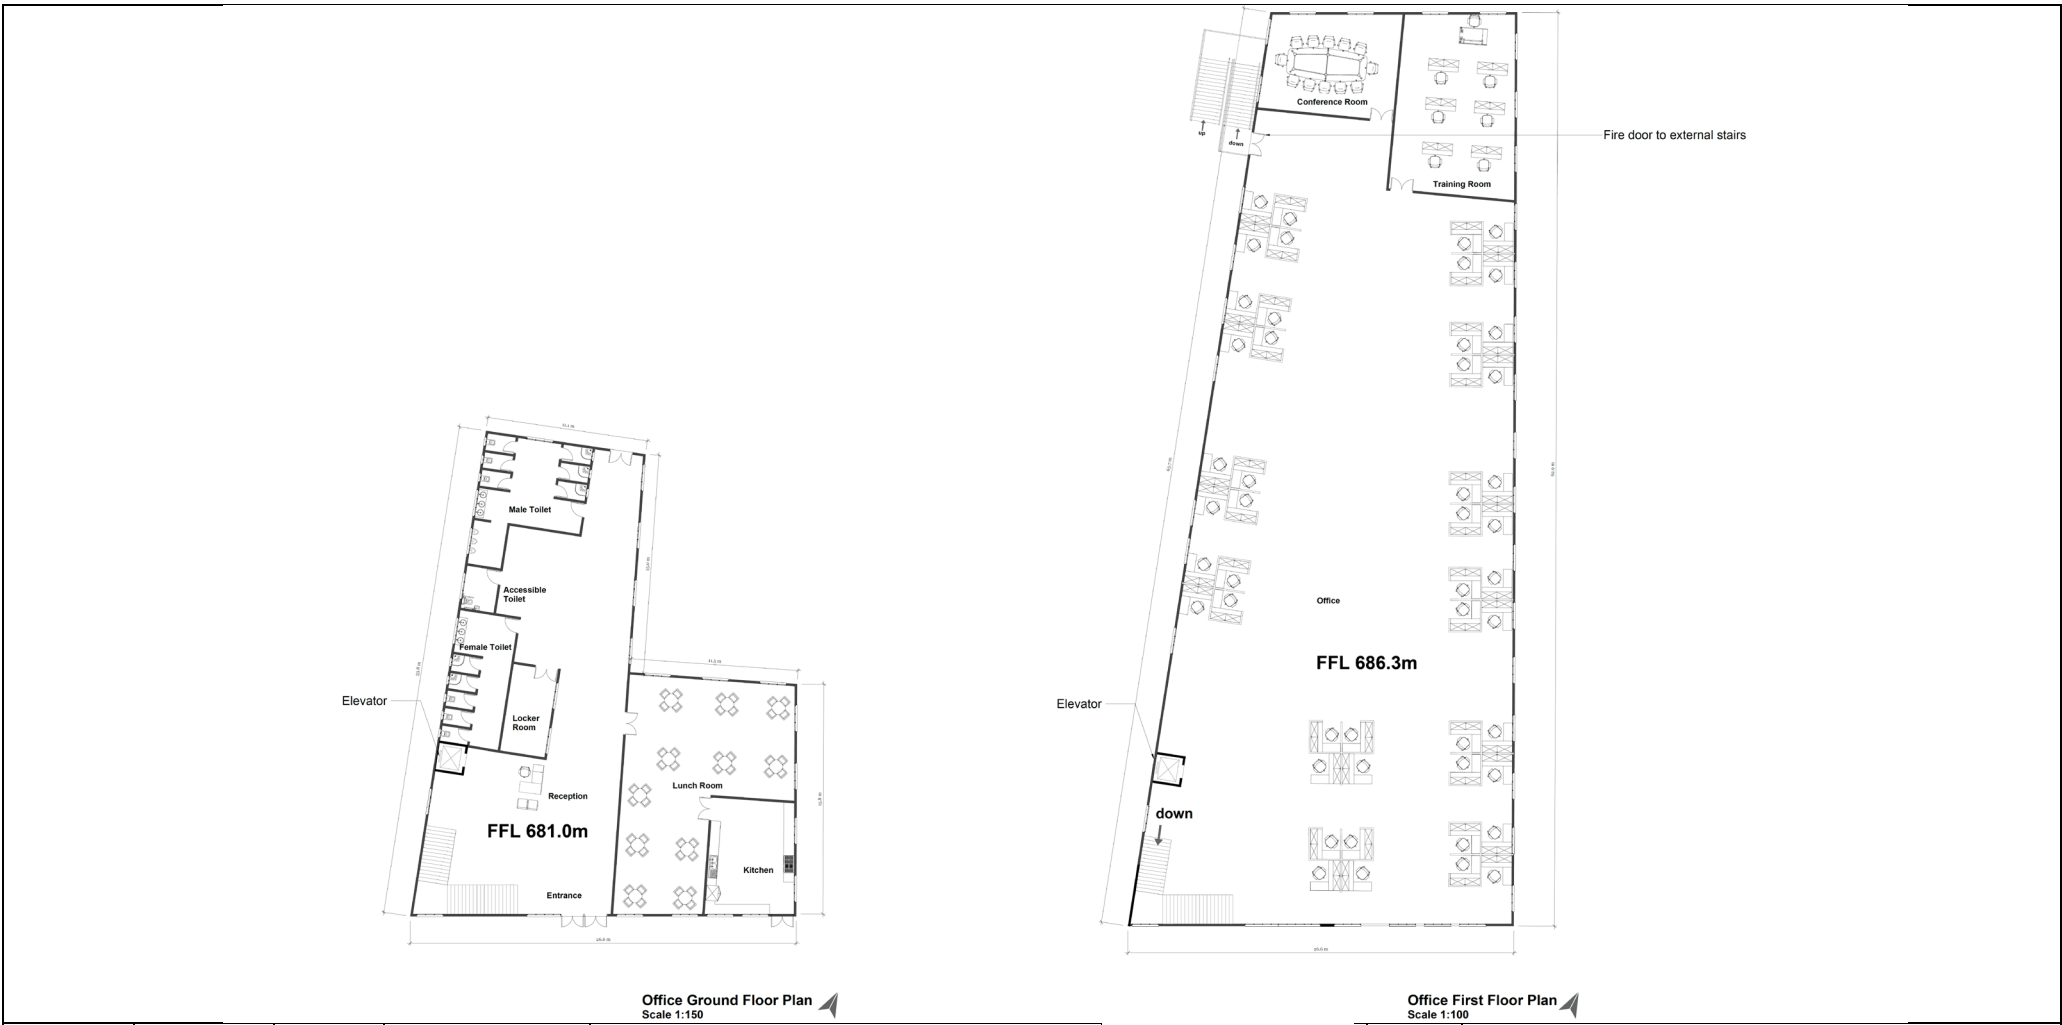 Conference Room
up
down
Fire door to external stairs
Training Room
Male Toilet
Accessible
Toilet
Female Toilet
Elevator
Locker
Room
Reception
FFL 681.0m
Entrance
Lunch Room
Kitchen
Office
FFL 686.3m
Elevator
down
Office Ground Floor Plan
Scale 1:150
Office First Floor Plan
Scale 1:100